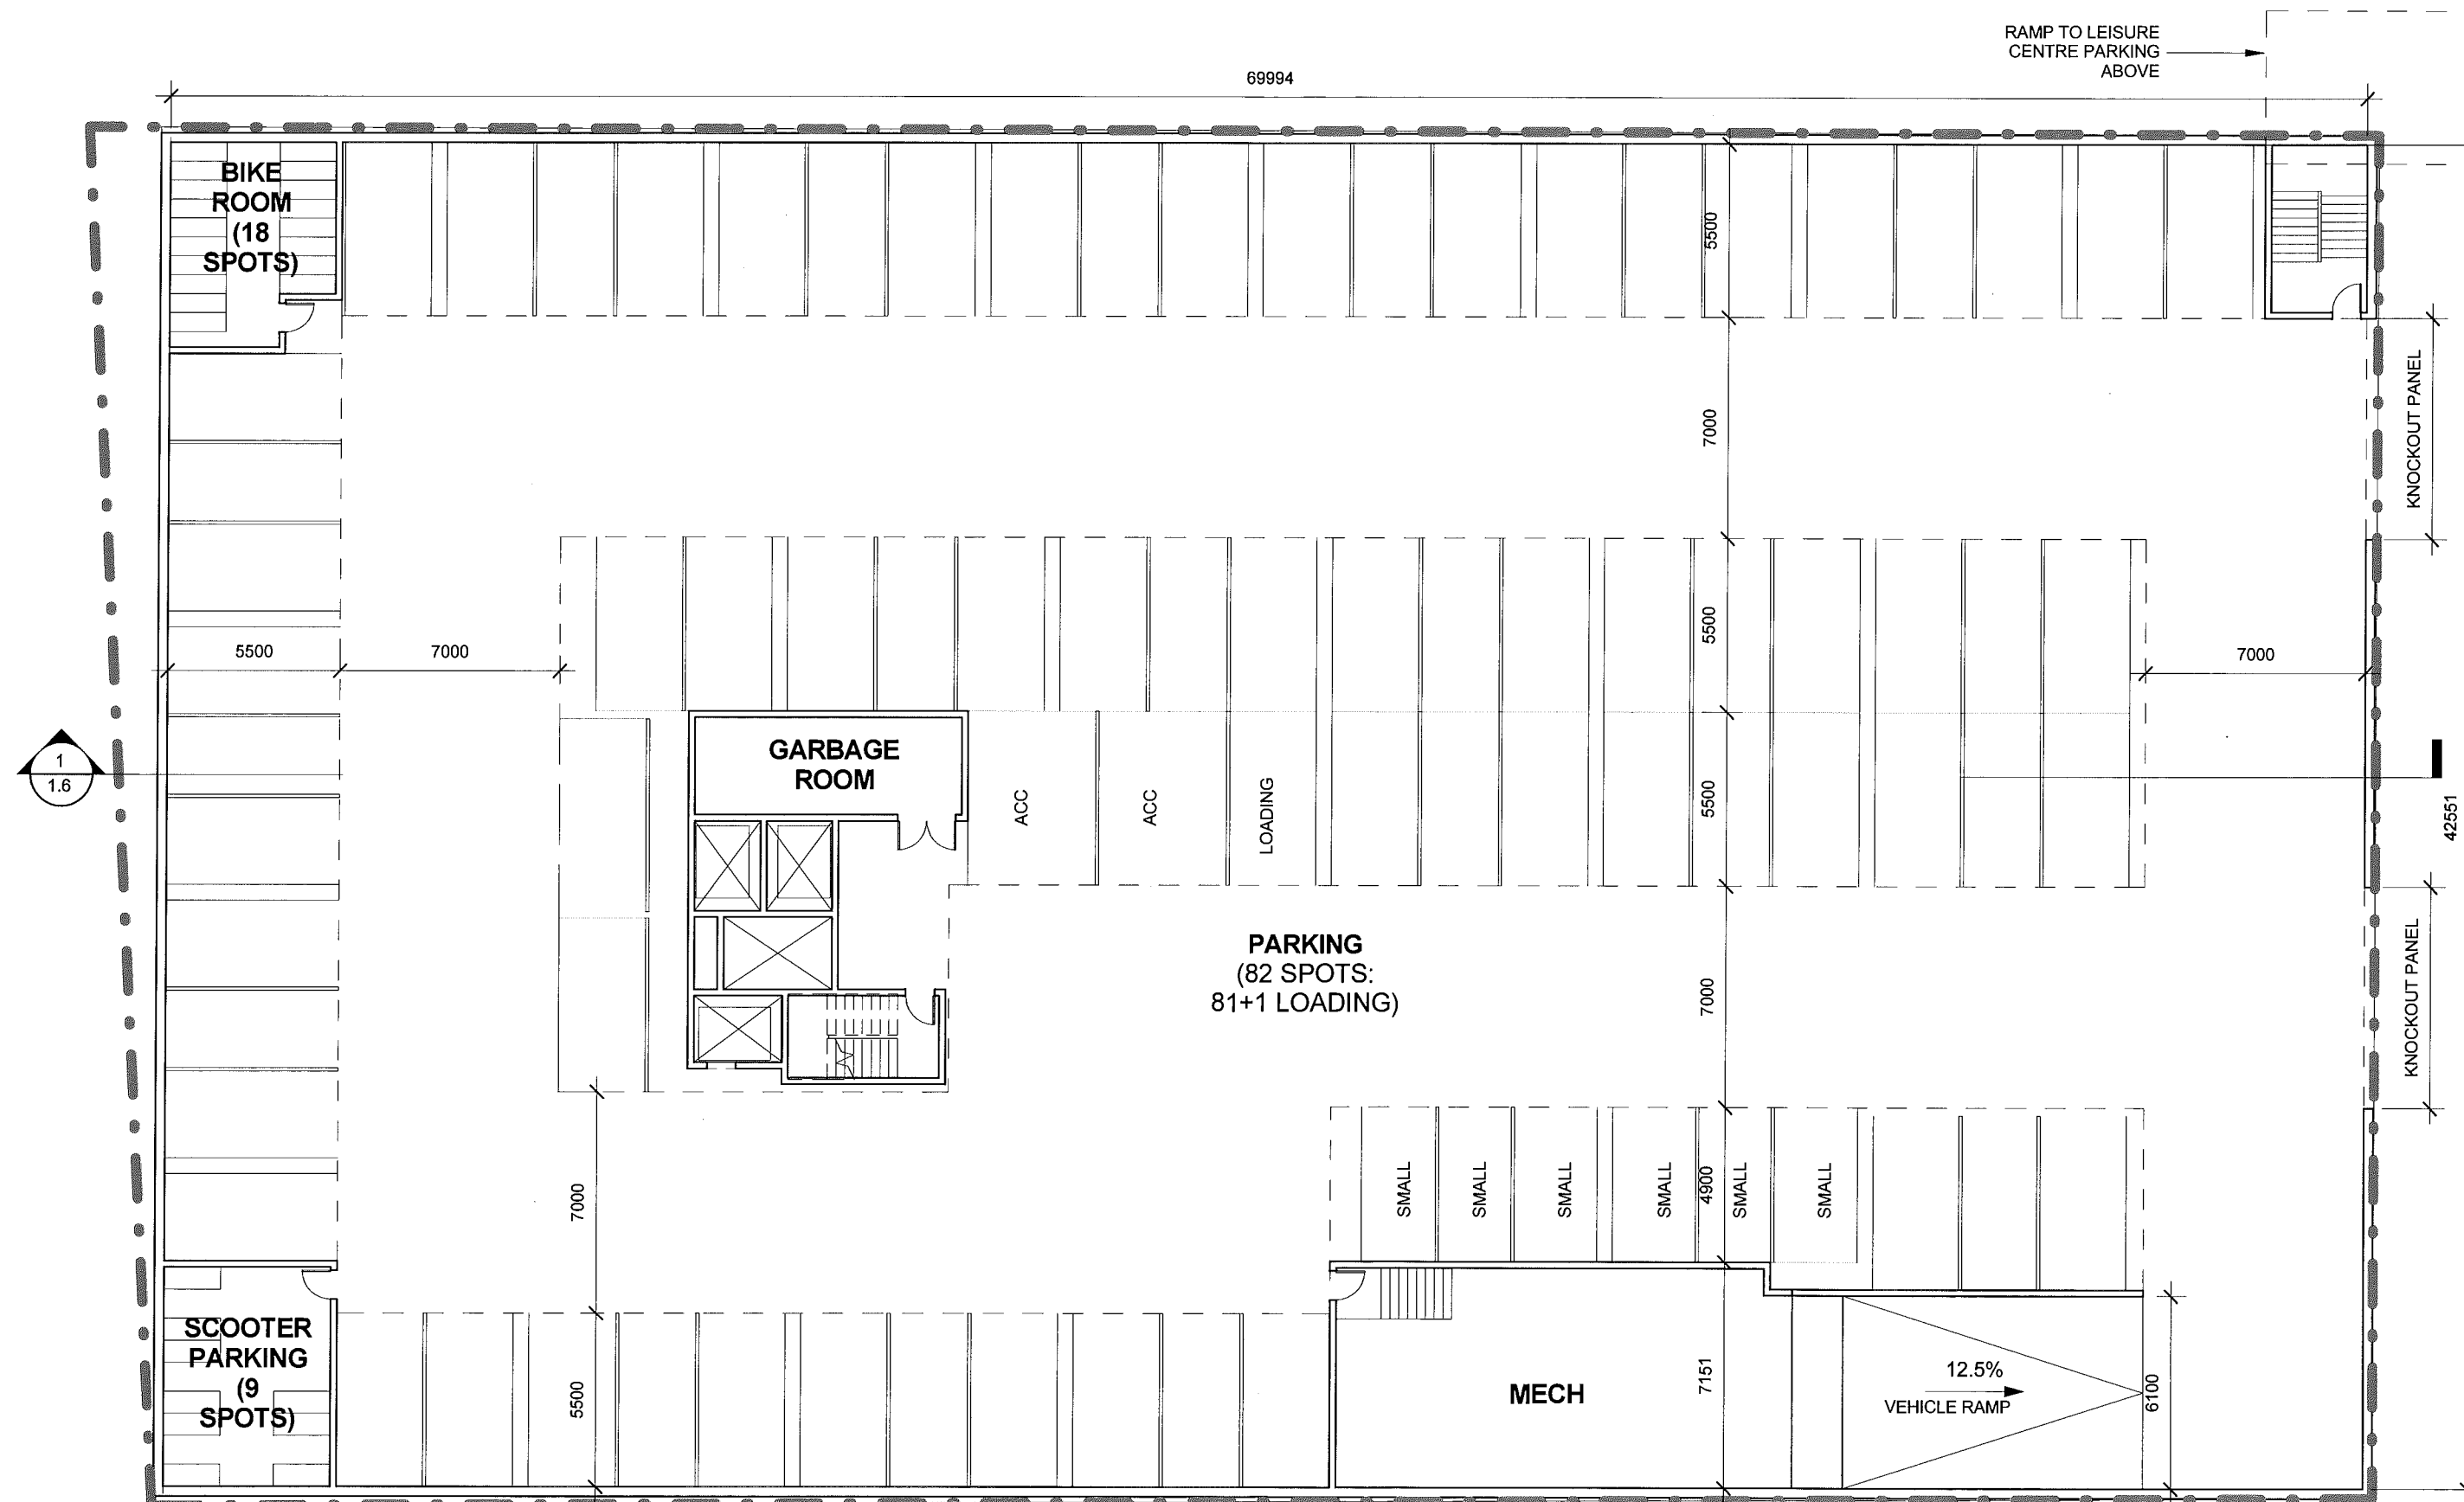 RAMP TO LEISURE
CENTRE PARKING
ABOVE
69994
BIKE
ROOM
(18
SPOTS)
5500
7000
KNOCKOUT PANEL
5500
5500
7000
7000
GARBAGE
ROOM
1
1.6
ACC
ACC
LOADING
5500
42551
PARKING
(82 SPOTS:
81+1 LOADING)
7000
KNOCKOUT PANEL
7000
SMALL
SMALL
SMALL
SMALL
4900
SMALL
SMALL
SCOOTER
PARKING
(9
SPOTS)
5500
MECH
7151
12.5%
VEHICLE RAMP
6100